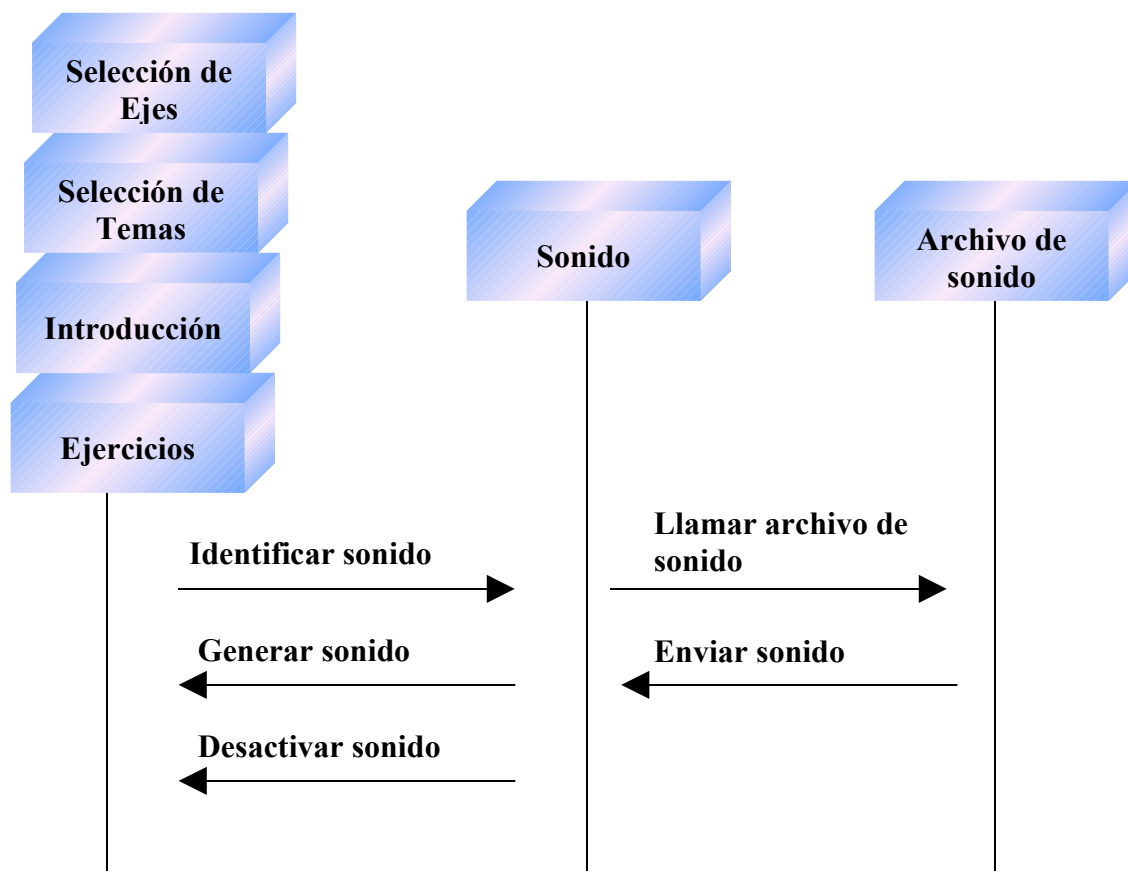 Selección de
Ejes
Selección de
Temas
Introducción
Ejercicios
Sonido
Archivo de
sonido
Identificar sonido
Llamar archivo de
sonido
Generar sonido
Enviar sonido
Desactivar sonido